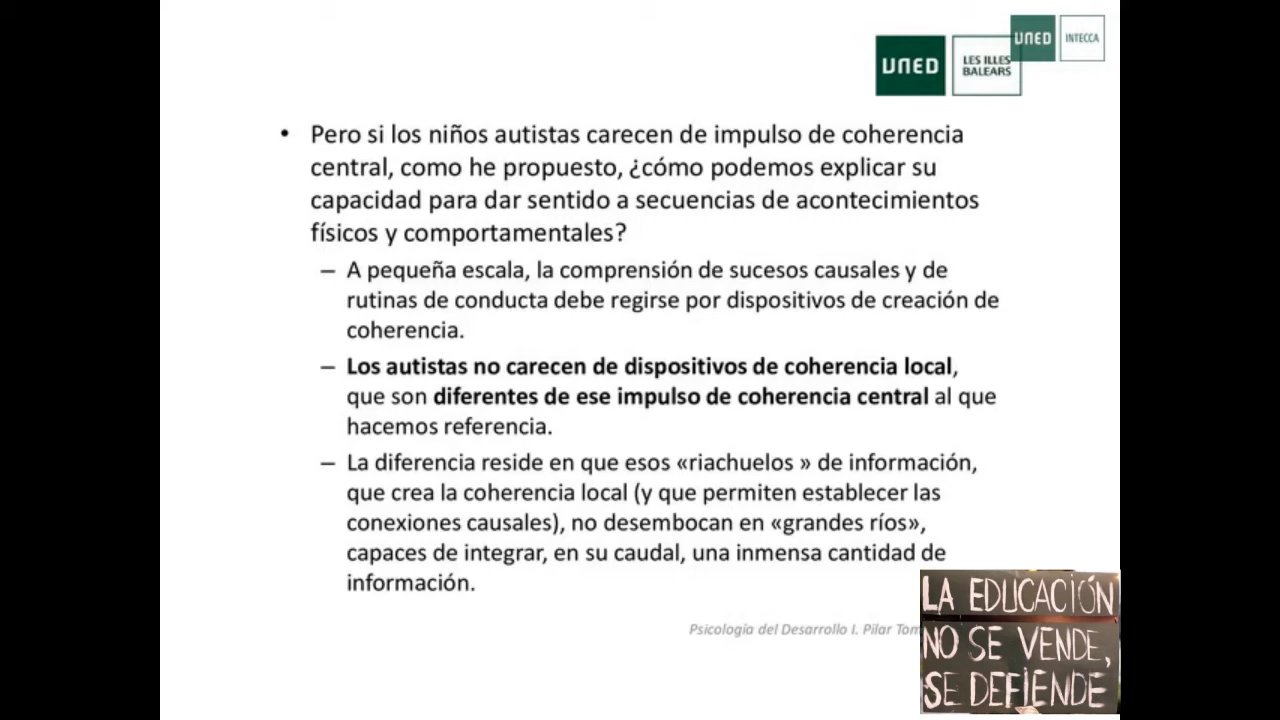 UNED
INTECCA
UNED
LES ILLES
BALEARS
• Pero si los niños autistas carecen de impulso de coherencia
central, como he propuesto, ¿cómo podemos explicar su
capacidad para dar sentido a secuencias de acontecimientos
físicos y comportamentales?
– A pequeña escala, la comprensión de sucesos causales y de
rutinas de conducta debe regirse por dispositivos de creación de
coherencia.
– Los autistas no carecen de dispositivos de coherencia local,
que son diferentes de ese impulso de coherencia central al que
hacemos referencia.
– La diferencia reside en que esos «riachuelos » de información,
que crea la coherencia local (y que permiten establecer las
conexiones causales), no desembocan en «grandes ríos»,
capaces de integrar, en su caudal, una inmensa cantidad de
información.
Psicología del Desarrollo I. Pilar
LA EDUCACIÓN
NO SE VENDE,
SE DEFIENDE